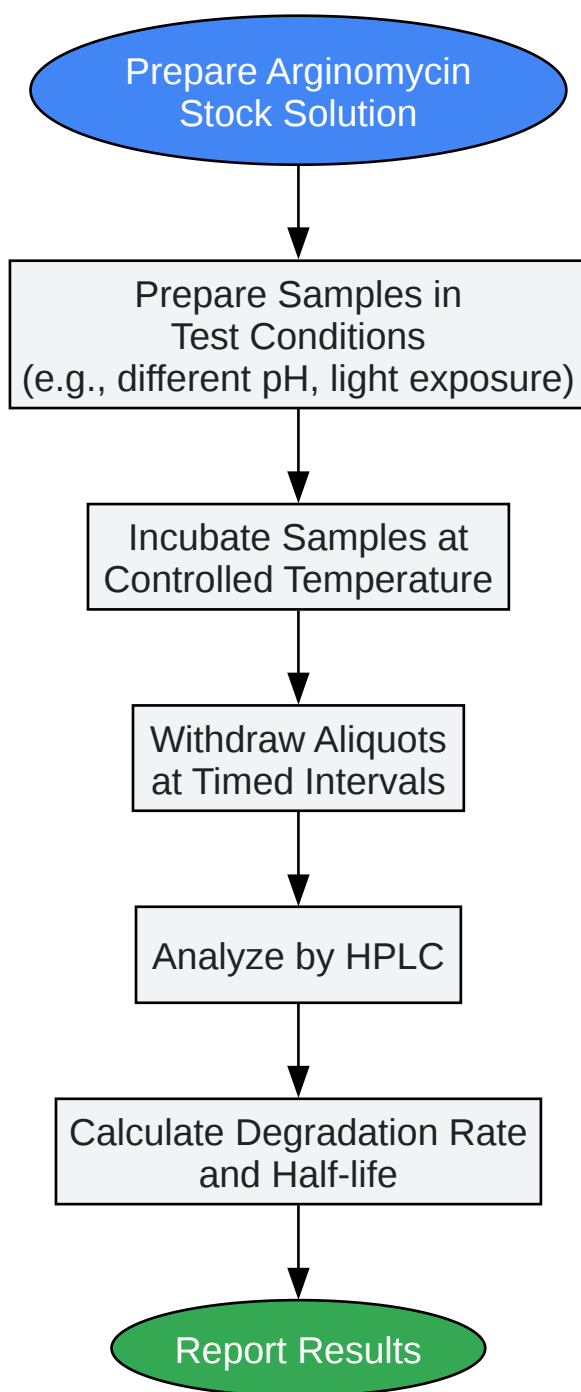 Prepare Arginomycin
Stock Solution
Prepare Samples in
Test Conditions
(e.g., different pH, light exposure)
Incubate Samples at
Controlled Temperature
Withdraw Aliquots
at Timed Intervals
Analyze by HPLC
Calculate Degradation Rate
and Half-life
Report Results